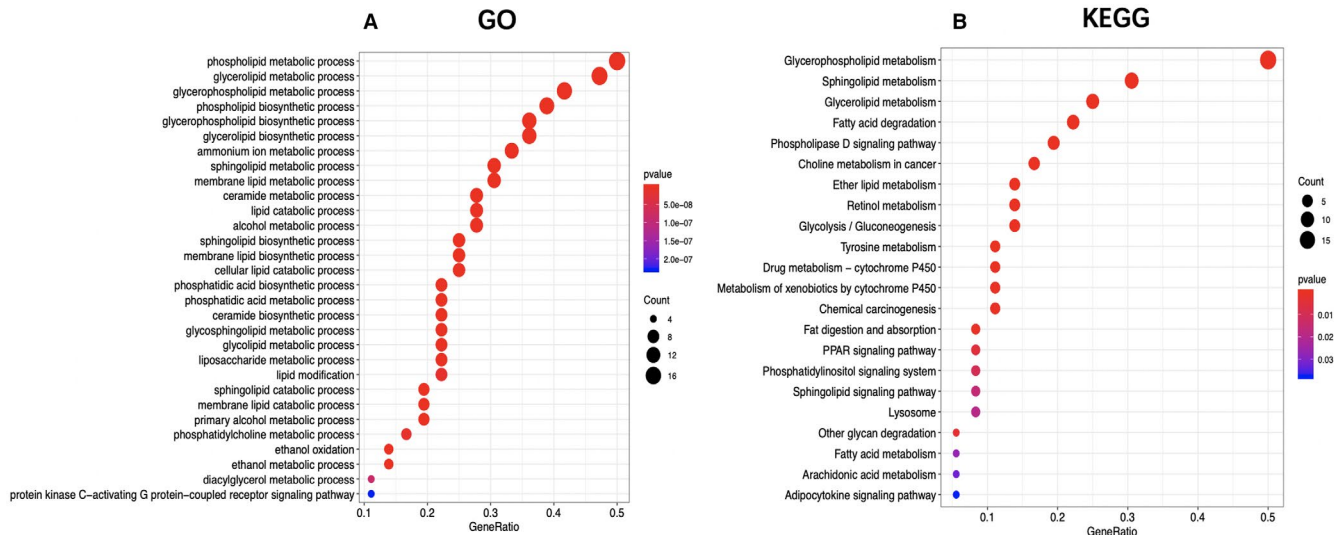 A
GO
phospholipid metabolic process
glycerolipid metabolic process
glycerophospholipid metabolic process
phospholipid biosynthetic process
glycerophospholipid biosynthetic process
glycerolipid biosynthetic process
ammonium ion metabolic process
sphingolipid metabolic process
membrane lipid metabolic process
ceramide metabolic process
lipid catabolic process
alcohol metabolic process
sphingolipid biosynthetic process
membrane lipid biosynthetic process
cellular lipid catabolic process
phosphatidic acid biosynthetic process
phosphatidic acid metabolic process
ceramide biosynthetic process
glycosphingolipid metabolic process
glycolipid metabolic process
liposaccharide metabolic process
lipid modification
sphingolipid catabolic process
membrane lipid catabolic process
primary alcohol metabolic process
phosphatidylcholine metabolic process
ethanol oxidation
ethanol metabolic process
diacylglycerol metabolic process
protein kinase C−activating G protein−coupled receptor signaling pathway
0.1 0.2 0.3 0.4 0.5
GeneRatio
pvalue
5.0e−08
1.0e−07
1.5e−07
2.0e−07
Count
4
8
12
16
B
KEGG
Glycerophospholipid metabolism
Sphingolipid metabolism
Glycerolipid metabolism
Fatty acid degradation
Phospholipase D signaling pathway
Choline metabolism in cancer
Ether lipid metabolism
Retinol metabolism
Glycolysis / Gluconeogenesis
Tyrosine metabolism
Drug metabolism − cytochrome P450
Metabolism of xenobiotics by cytochrome P450
Chemical carcinogenesis
Fat digestion and absorption
PPAR signaling pathway
Phosphatidylinositol signaling system
Sphingolipid signaling pathway
Lysosome
Other glycan degradation
Fatty acid metabolism
Arachidonic acid metabolism
Adipocytokine signaling pathway
0.1 0.2 0.3 0.4 0.5
GeneRatio
Count
5
10
15
pvalue
0.01
0.02
0.03